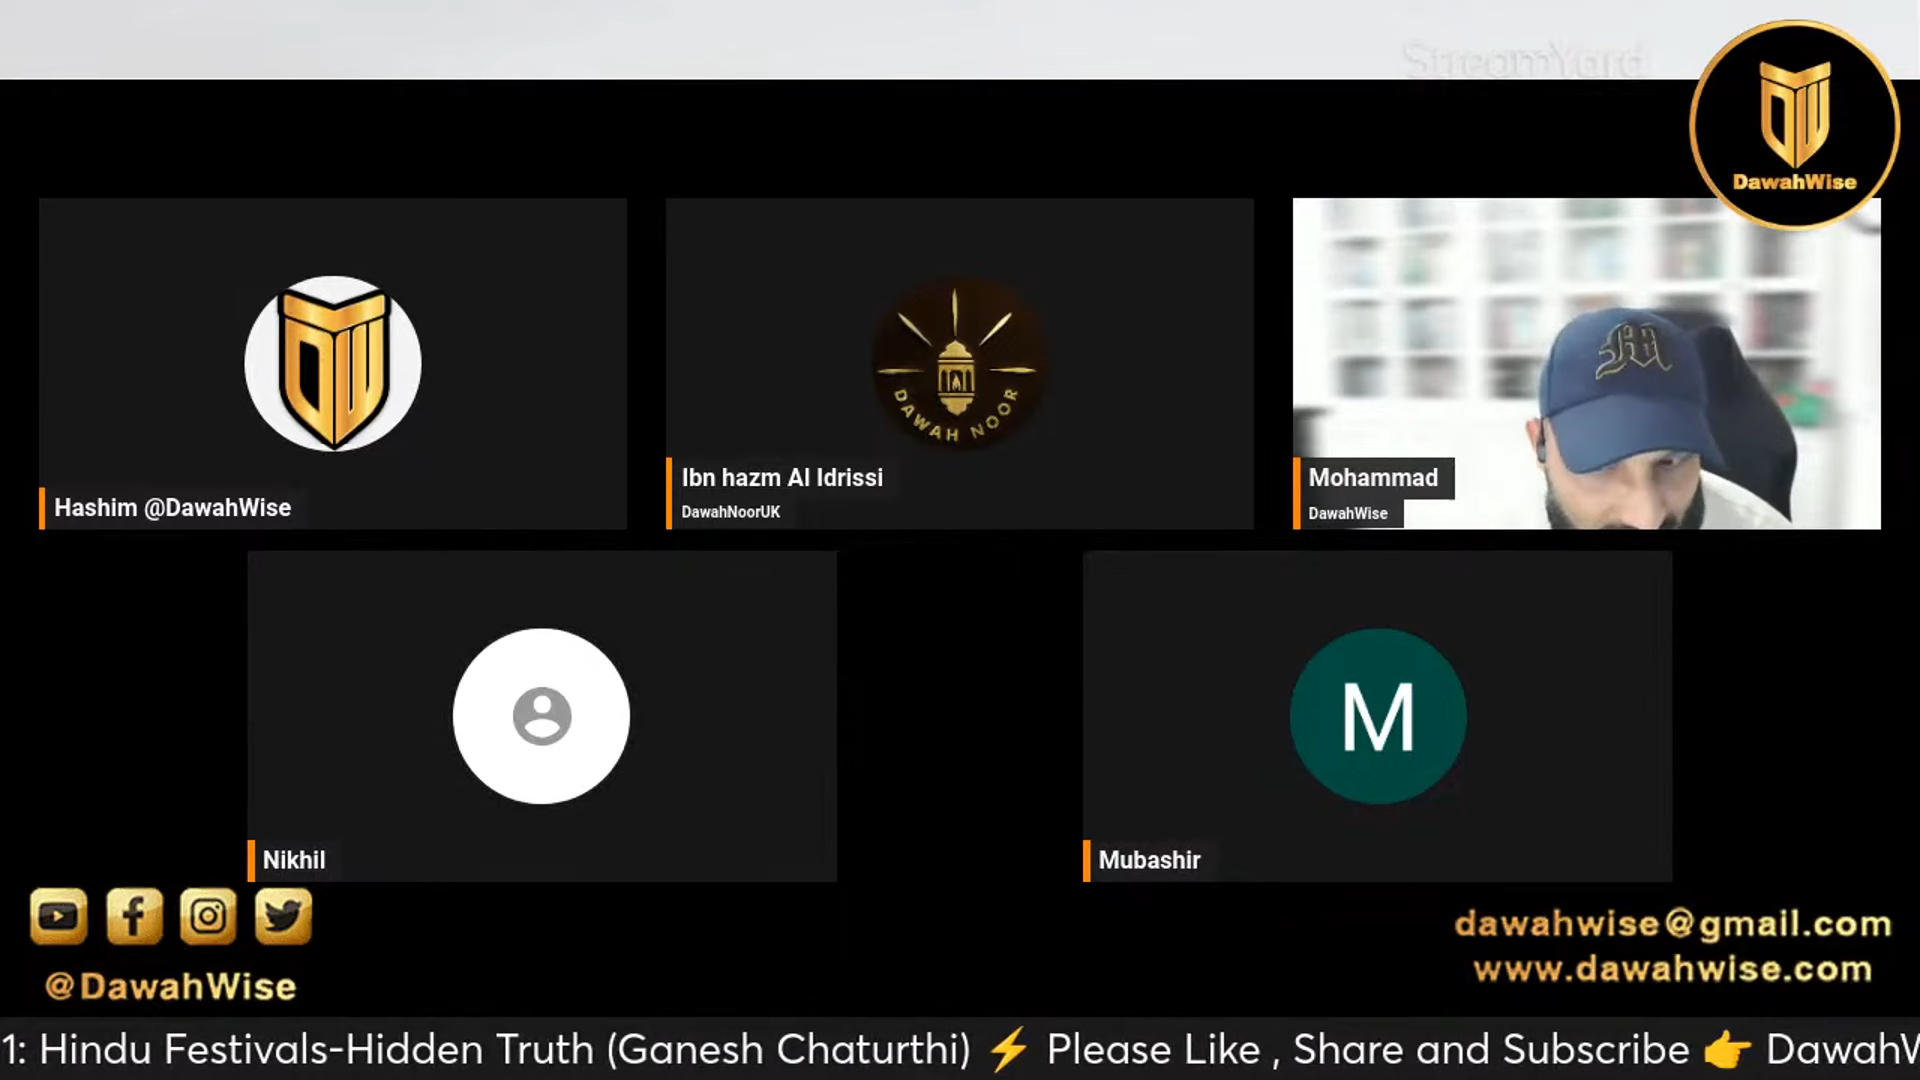 StreamYard
DawahWise
DAWAH NOOR
Hashim @DawahWise
Ibn hazm Al Idrissi
DawahNoorUK
Mohammad
DawahWise
M
Nikhil
Mubashir
@DawahWise
dawahwise@gmail.com
www.dawahwise.com
1: Hindu Festivals-Hidden Truth (Ganesh Chaturthi) ⚡ Please Like , Share and Subscribe 👉 DawahW